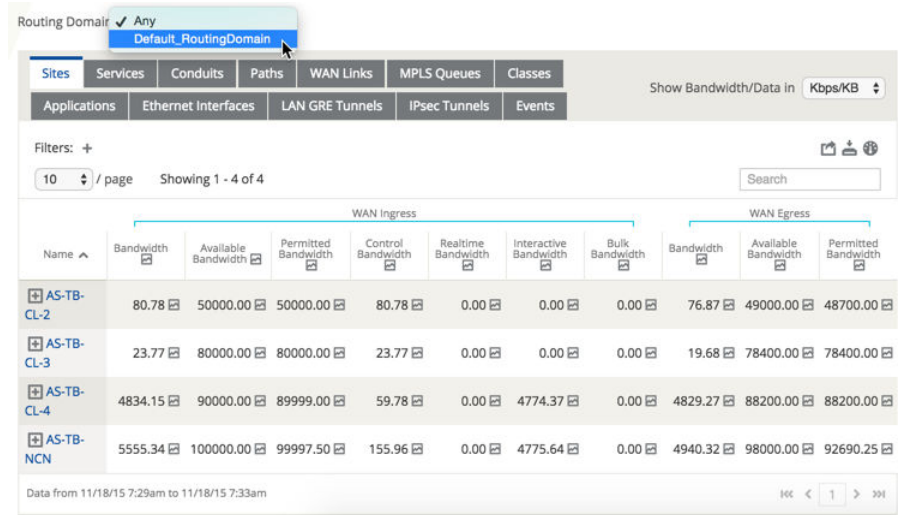 Routing Domain ✓ Any
Default_RoutingDomain
Sites Services Conduits Paths WAN Links MPLS Queues Classes
Show Bandwidth/Data in Kbps/KB
Applications Ethernet Interfaces LAN GRE Tunnels IPsec Tunnels Events
Filters: +
10 / page Showing 1 - 4 of 4 Search
WAN Ingress WAN Egress
Name Bandwidth Available Bandwidth Permitted Bandwidth Control Bandwidth Realtime Bandwidth Interactive Bandwidth Bulk Bandwidth Bandwidth Available Bandwidth Permitted Bandwidth
AS-TB-CL-2 80.78 50000.00 50000.00 80.78 0.00 0.00 0.00 76.87 49000.00 48700.00
AS-TB-CL-3 23.77 80000.00 80000.00 23.77 0.00 0.00 0.00 19.68 78400.00 78400.00
AS-TB-CL-4 4834.15 90000.00 89999.00 59.78 0.00 4774.37 0.00 4829.27 88200.00 88200.00
AS-TB-NCN 5555.34 100000.00 99997.50 155.96 0.00 4775.64 0.00 4940.32 98000.00 92690.25
Data from 11/18/15 7:29am to 11/18/15 7:33am 1